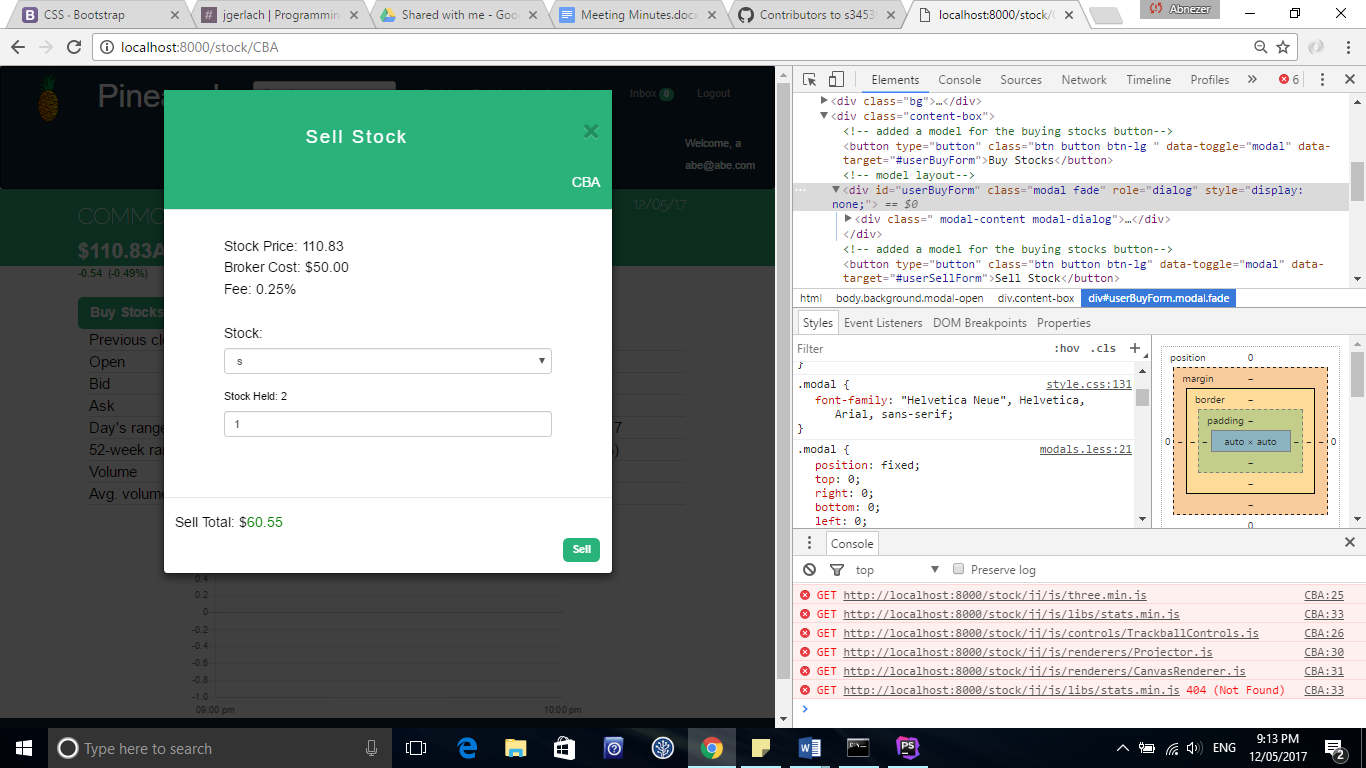 CSS · Bootstrap
jgerlach | Programmin
Shared with me - Goo
Meeting Minutes.docx
Contributors to s3453
localhost:8000/stock/C
Abnezer
localhost:8000/stock/CBA
Inbox 0
Logout
Welcome, a
abe@abe.com
Sell Stock
×
CBA
COMMO
12/05/17
$110.83A
-0.54 (-0.49%)
Buy Stocks
Stock Price: 110.83
Broker Cost: $50.00
Fee: 0.25%
Stock:
s
Stock Held: 2
1
Sell Total: $60.55
Sell
Previous cl
Open
Bid
Ask
Day's range
52-week ra
Volume
Avg. volum
0.4
0.2
0
-0.2
-0.4
-0.6
-0.8
-1.0
09:00 pm
10:00 pm
Elements Console Sources Network Timeline Profiles » 6
<div class="bg">…</div>
<div class="content-box">
<!-- added a model for the buying stocks button-->
<button type="button" class="btn button btn-lg " data-toggle="modal" data-
target="#userBuyForm">Buy Stocks</button>
<!-- model layout-->
<div id="userBuyForm" class="modal fade" role="dialog" style="display:
none;"> == $0
<div class=" modal-content modal-dialog">…</div>
</div>
<!-- added a model for the buying stocks button-->
<button type="button" class="btn button btn-lg" data-toggle="modal" data-
target="#userSellForm">Sell Stock</button>
html body.background.modal-open div.content-box div#userBuyForm.modal.fade
Styles Event Listeners DOM Breakpoints Properties
Filter :hov .cls +
}
.modal { style.css:131
font-family: "Helvetica Neue", Helvetica,
Arial, sans-serif;
}
.modal { modals.less:21
position: fixed;
top: 0;
right: 0;
bottom: 0;
left: 0;
position 0
margin –
border –
padding –
0 – – – auto × auto – – – 0
–
–
–
0
Console
top
Preserve log
GET http://localhost:8000/stock/jj/js/three.min.js CBA:25
GET http://localhost:8000/stock/jj/js/libs/stats.min.js CBA:33
GET http://localhost:8000/stock/jj/js/controls/TrackballControls.js CBA:26
GET http://localhost:8000/stock/jj/js/renderers/Projector.js CBA:30
GET http://localhost:8000/stock/jj/js/renderers/CanvasRenderer.js CBA:31
GET http://localhost:8000/stock/jj/js/libs/stats.min.js 404 (Not Found) CBA:33
Type here to search
ENG
9:13 PM
12/05/2017
2